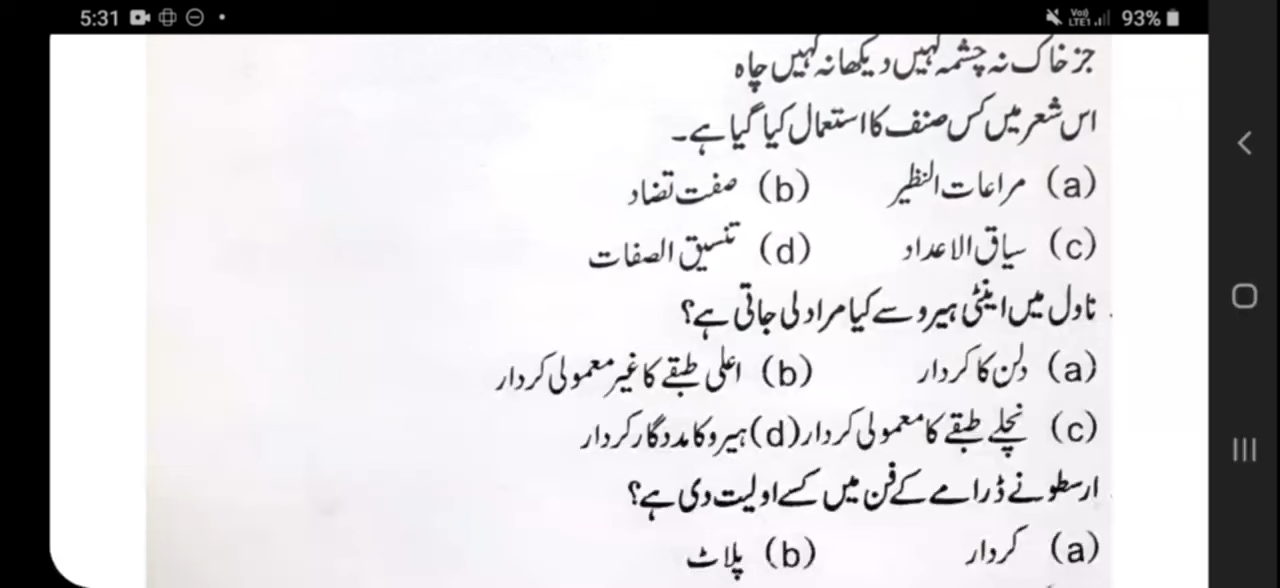 5:31
Vo) LTE1 93%
جز خاک نہ چشمہ کہیں دیکھا نہ کہیں چاہ
اس شعر میں کس صنف کا استعمال کیا گیا ہے۔
(a) مراعات النظیر (b) صفت تضاد
(c) سیاق الاعداد (d) تنسیق الصفات
ناول میں اینٹی ہیرو سے کیا مراد لی جاتی ہے؟
(a) ولن کا کردار (b) اعلی طبقے کا غیر معمولی کردار
(c) نچلے طبقے کا معمولی کردار (d) ہیرو کا مددگار کردار
ارسطو نے ڈرامے کے فن میں کسے اولیت دی ہے؟
(a) کردار (b) پلاٹ